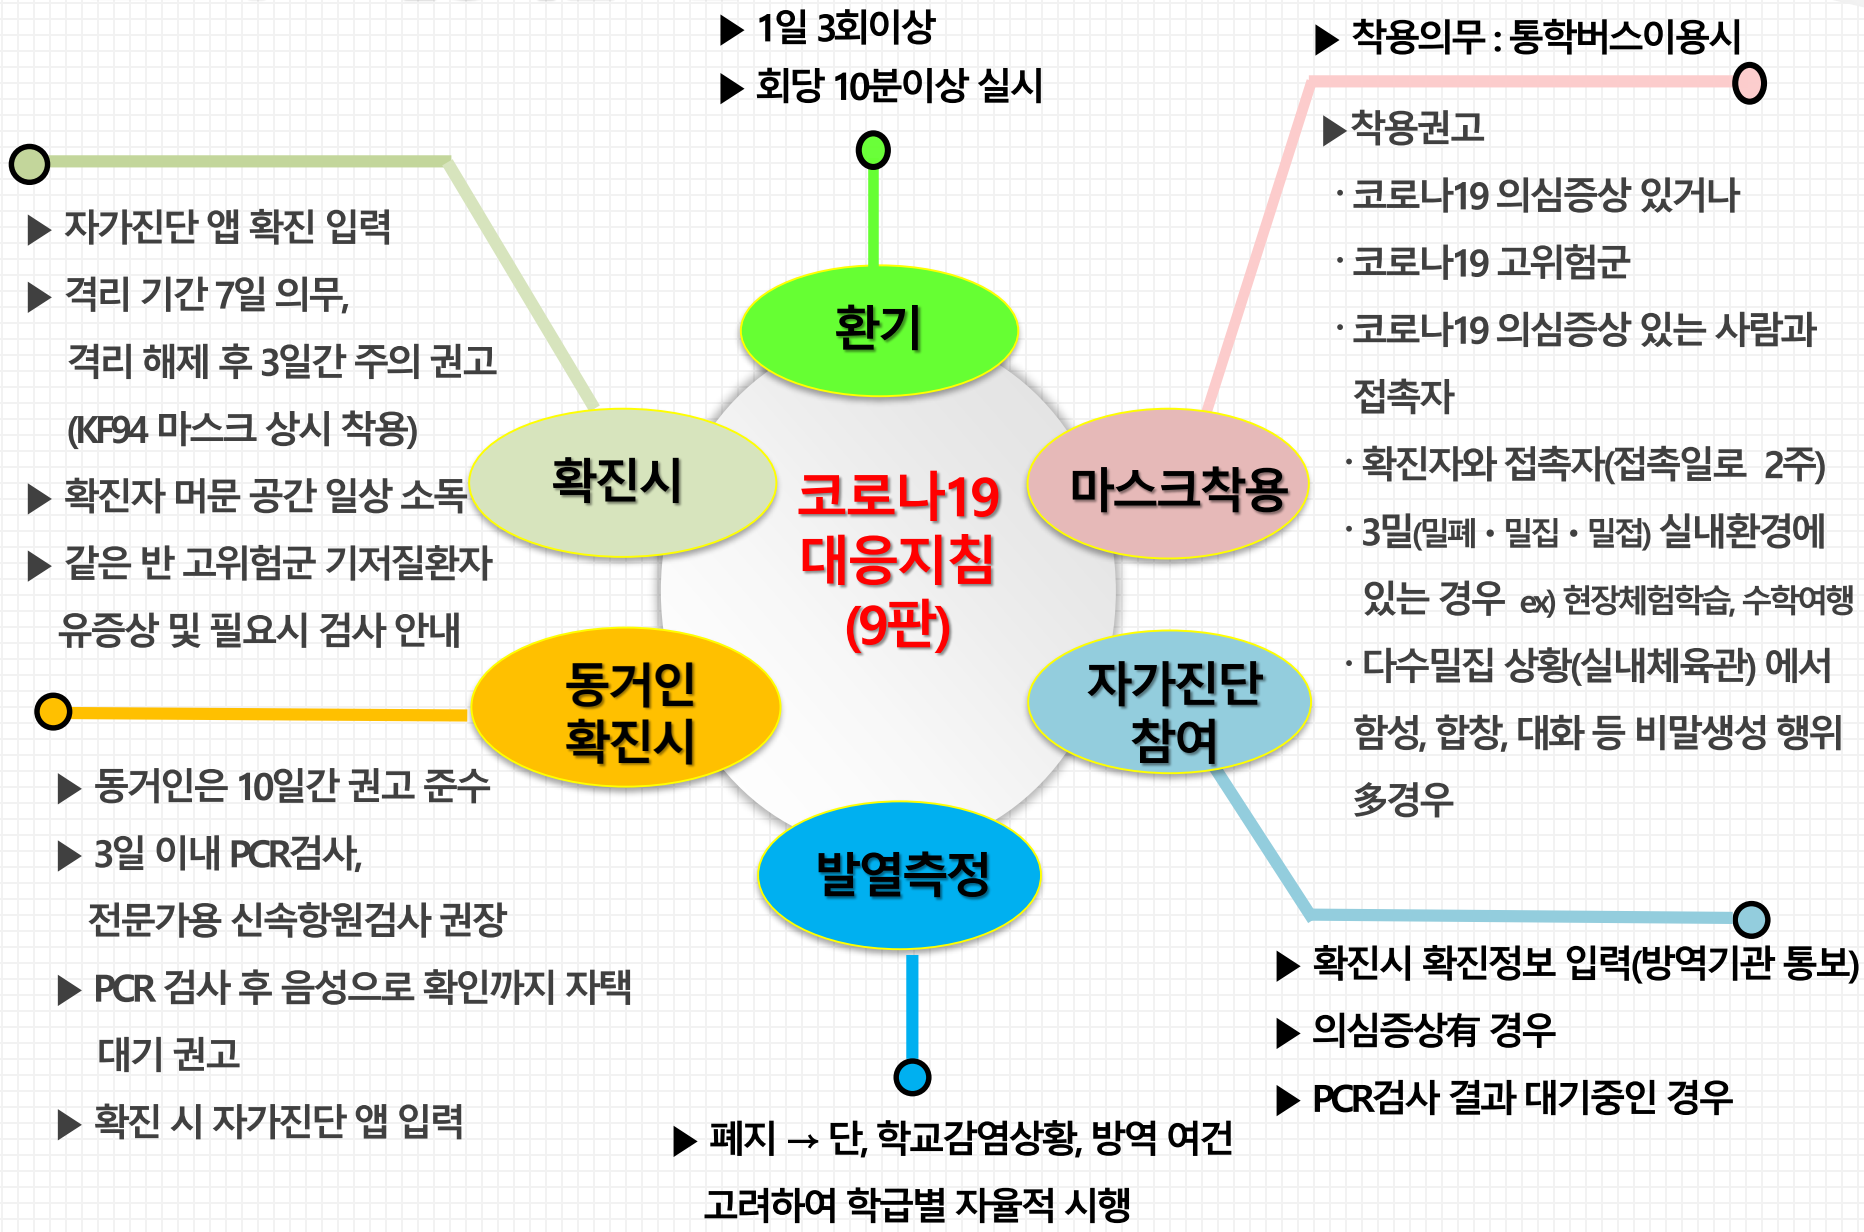 ▶ 1일 3회이상
▶ 회당 10분이상 실시
환기
▶ 착용의무 : 통학버스이용시
▶착용권고
· 코로나19 의심증상 있거나
· 코로나19 고위험군
· 코로나19 의심증상 있는 사람과
접촉자
· 확진자와 접촉자(접촉일로 2주)
· 3밀(밀폐・밀집・밀접) 실내환경에
있는 경우 ex) 현장체험학습, 수학여행
· 다수밀집 상황(실내체육관) 에서
함성, 합창, 대화 등 비말생성 행위
多경우
마스크착용
▶ 자가진단 앱 확진 입력
▶ 격리 기간 7일 의무,
격리 해제 후 3일간 주의 권고
(KF94 마스크 상시 착용)
▶ 확진자 머문 공간 일상 소독
▶ 같은 반 고위험군 기저질환자
유증상 및 필요시 검사 안내
확진시
코로나19
대응지침
(9판)
동거인
확진시
▶ 동거인은 10일간 권고 준수
▶ 3일 이내 PCR검사,
전문가용 신속항원검사 권장
▶ PCR 검사 후 음성으로 확인까지 자택
대기 권고
▶ 확진 시 자가진단 앱 입력
자가진단
참여
▶ 확진시 확진정보 입력(방역기관 통보)
▶ 의심증상有 경우
▶ PCR검사 결과 대기중인 경우
발열측정
▶ 폐지 → 단, 학교감염상황, 방역 여건
고려하여 학급별 자율적 시행